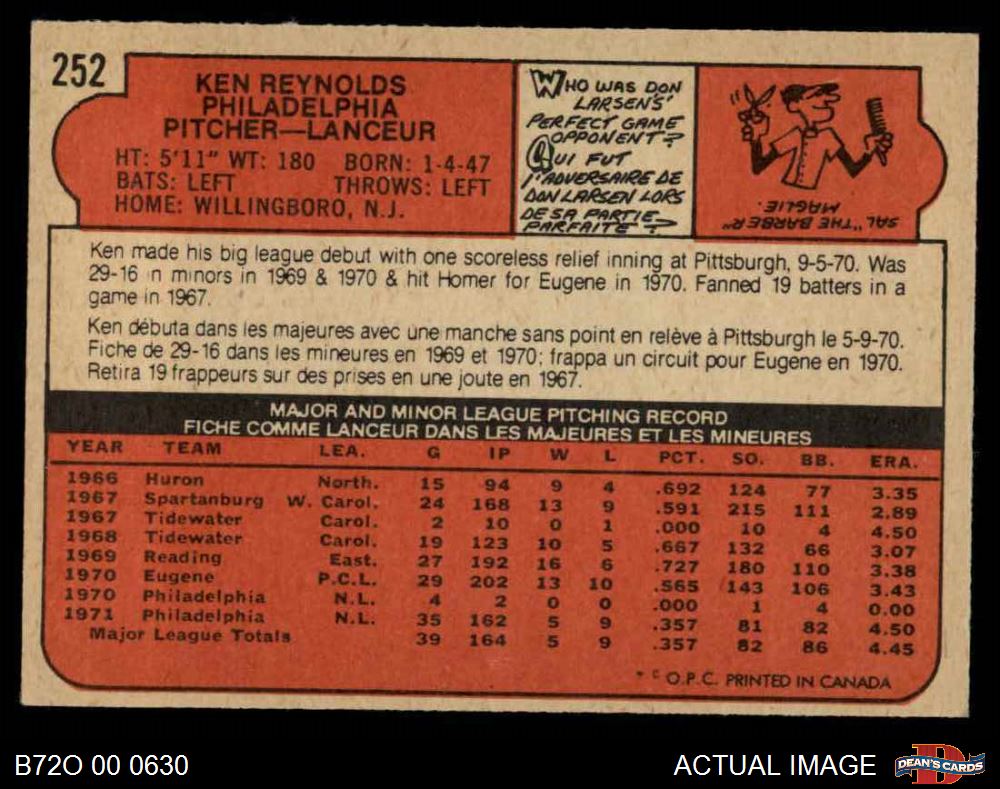 252
KEN REYNOLDS
PHILADELPHIA
PITCHER—LANCEUR
HT: 5'11" WT: 180 BORN: 1-4-47
BATS: LEFT THROWS: LEFT
HOME: WILLINGBORO, N.J.
WHO WAS DON
LARSEN'S'
PERFECT GAME
OPPONENT?
QUI FUT
l'ADVERSAIRE DE
DON LARSEN LORS
DE SA PARTIE
PARFAITE?
SAL "THE BARBER"
MAGLIE.
Ken made his big league debut with one scoreless relief inning at Pittsburgh, 9-5-70. Was
29-16 in minors in 1969 & 1970 & hit Homer for Eugene in 1970. Fanned 19 batters in a
game in 1967.
Ken débuta dans les majeures avec une manche sans point en relève à Pittsburgh le 5-9-70.
Fiche de 29-16 dans les mineures en 1969 et 1970; frappa un circuit pour Eugene en 1970.
Retira 19 frappeurs sur des prises en une joute en 1967.
MAJOR AND MINOR LEAGUE PITCHING RECORD
FICHE COMME LANCEUR DANS LES MAJEURES ET LES MINEURES
YEAR TEAM LEA. G IP W L PCT. SO. BB. ERA.
1966 Huron North. 15 94 9 4 .692 124 77 3.35
1967 Spartanburg W. Carol. 24 168 13 9 .591 215 111 2.89
1967 Tidewater Carol. 2 10 0 1 .000 10 4 4.50
1968 Tidewater Carol. 19 123 10 5 .667 132 66 3.07
1969 Reading East. 27 192 16 6 .727 180 110 3.38
1970 Eugene P.C.L. 29 202 13 10 .565 143 106 3.43
1970 Philadelphia N.L. 4 2 0 0 .000 1 4 0.00
1971 Philadelphia N.L. 35 162 5 9 .357 81 82 4.50
Major League Totals 39 164 5 9 .357 82 86 4.45
* © O.P.C. PRINTED IN CANADA
B72O 00 0630
ACTUAL IMAGE
DEAN'S CARDS